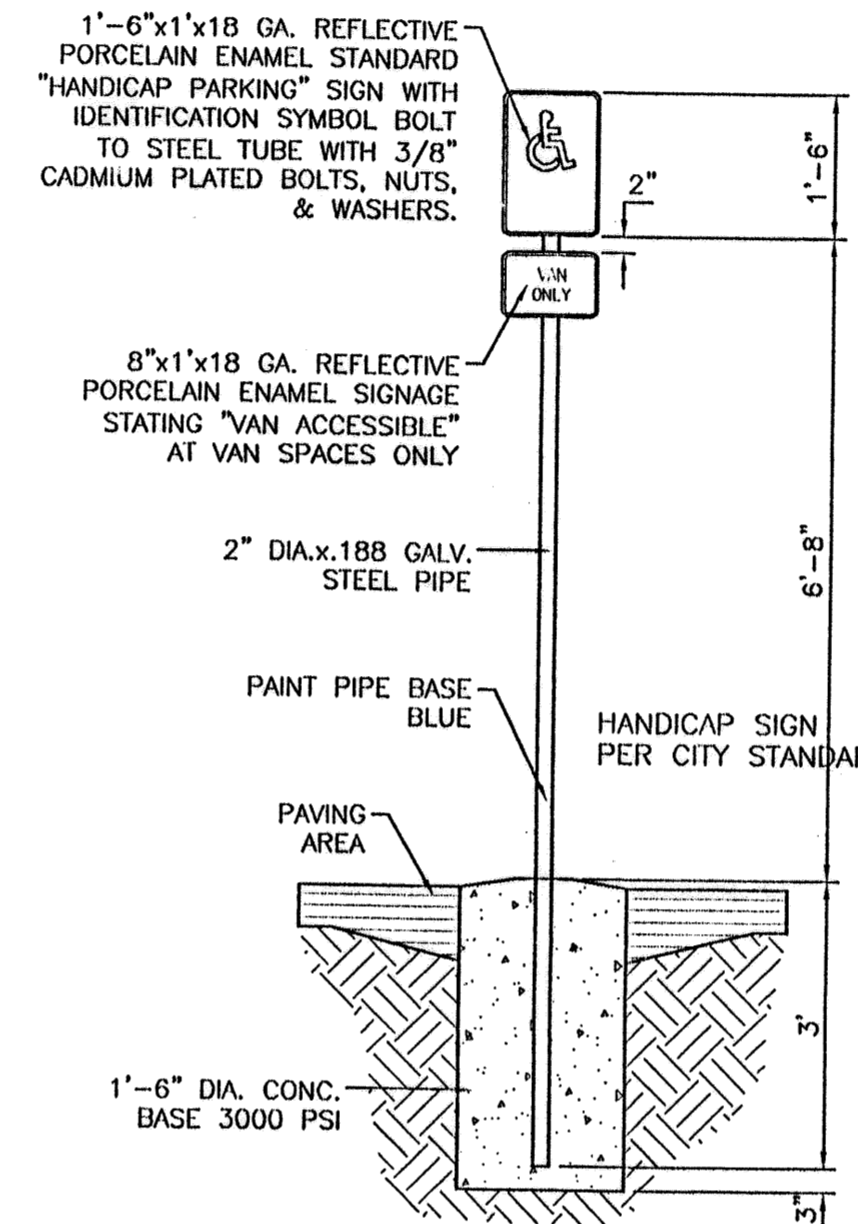 1'-6"x1'x18 GA. REFLECTIVE
PORCELAIN ENAMEL STANDARD
"HANDICAP PARKING" SIGN WITH
IDENTIFICATION SYMBOL BOLT
TO STEEL TUBE WITH 3/8"
CADMIUM PLATED BOLTS, NUTS,
& WASHERS.
2"
1'-6"
VAN
ONLY
8"x1'x18 GA. REFLECTIVE
PORCELAIN ENAMEL SIGNAGE
STATING "VAN ACCESSIBLE"
AT VAN SPACES ONLY
2" DIA.x.188 GALV.
STEEL PIPE
6'-8"
PAINT PIPE BASE
BLUE
HANDICAP SIGN
PER CITY
PAVING
AREA
3'
1'-6" DIA. CONC.
BASE 3000 PSI
3"